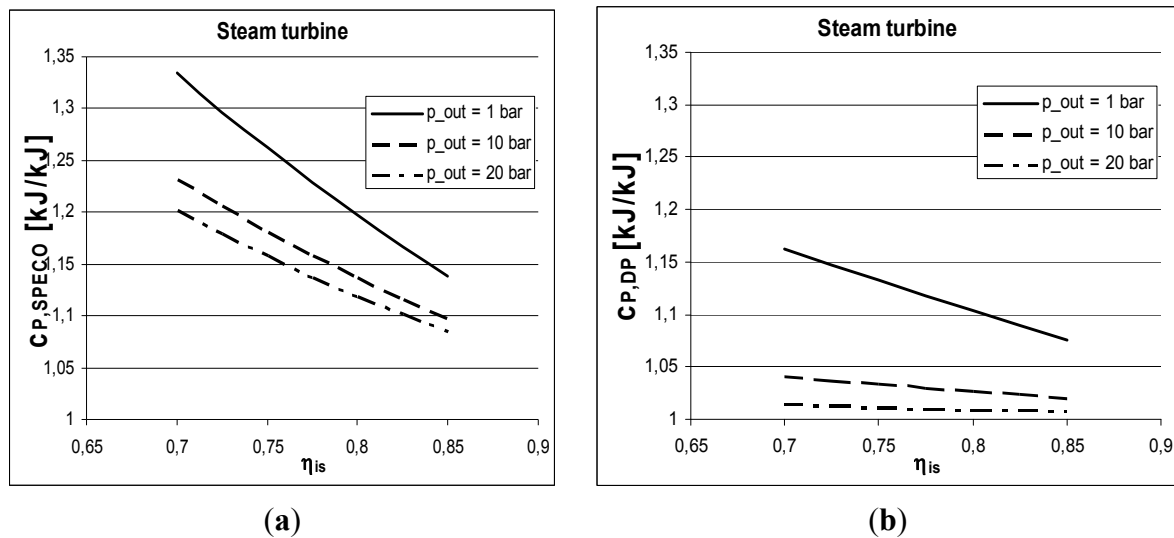 Steam turbine
1,35
1,3
1,25
1,2
1,15
1,1
1,05
1
0,65 0,7 0,75 0,8 0,85 0,9
cP,SPECO [kJ/kJ]
ηis
p_out = 1 bar
p_out = 10 bar
p_out = 20 bar
(a)
Steam turbine
1,35
1,3
1,25
1,2
1,15
1,1
1,05
1
0,65 0,7 0,75 0,8 0,85 0,9
cP,DP [kJ/kJ]
ηis
p_out = 1 bar
p_out = 10 bar
p_out = 20 bar
(b)